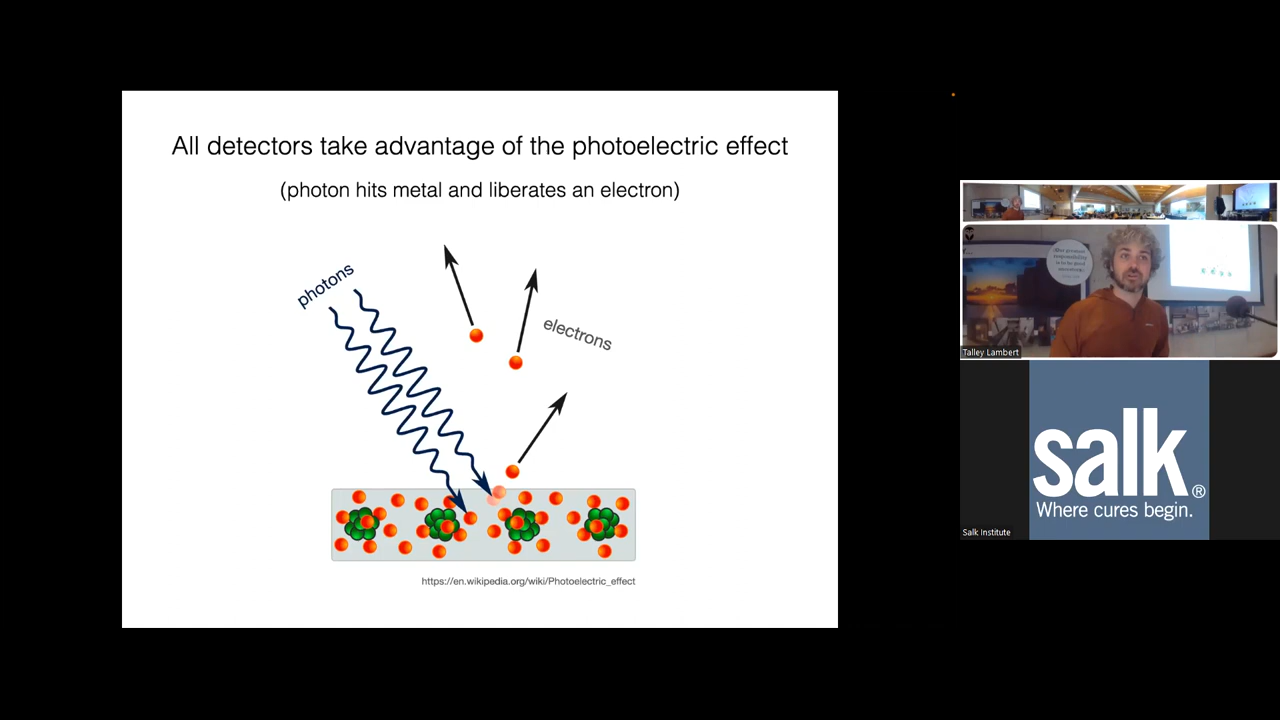 All detectors take advantage of the photoelectric effect
(photon hits metal and liberates an electron)
photons
electrons
https://en.wikipedia.org/wiki/Photoelectric_effect
Talley Lambert
salk®
Where cures begin.
Salk Institute